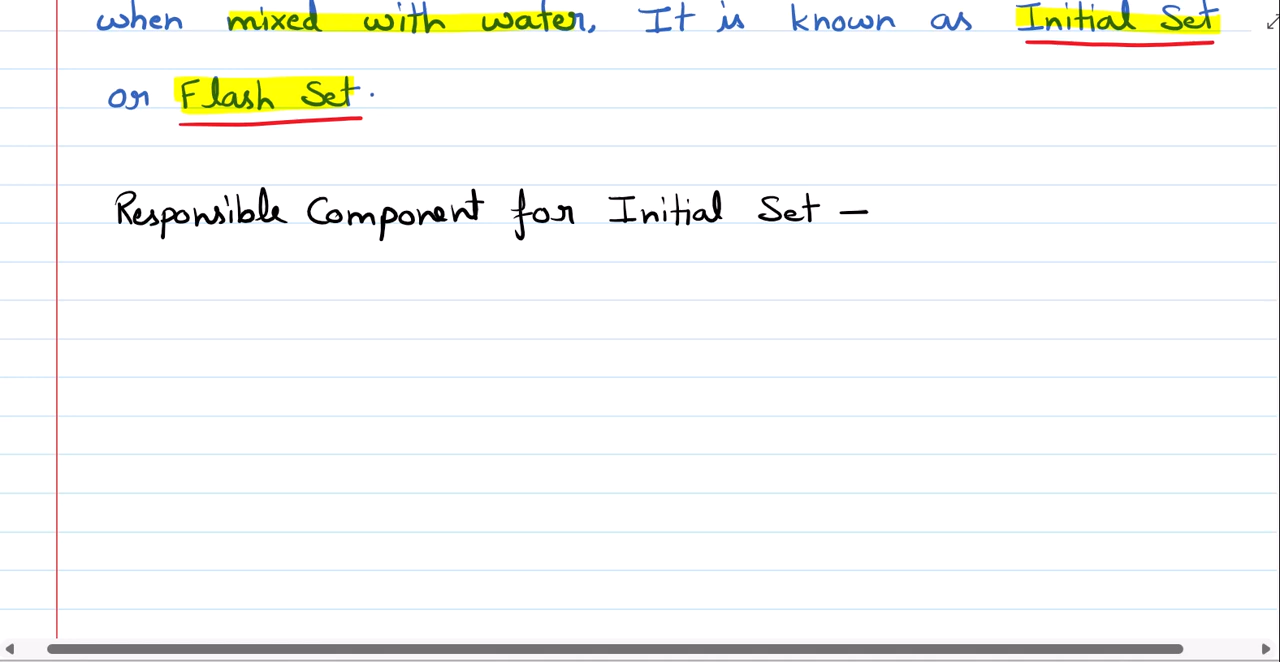 when mixed with water, It is known as Initial Set
or Flash Set.
Responsible Component for Initial Set –